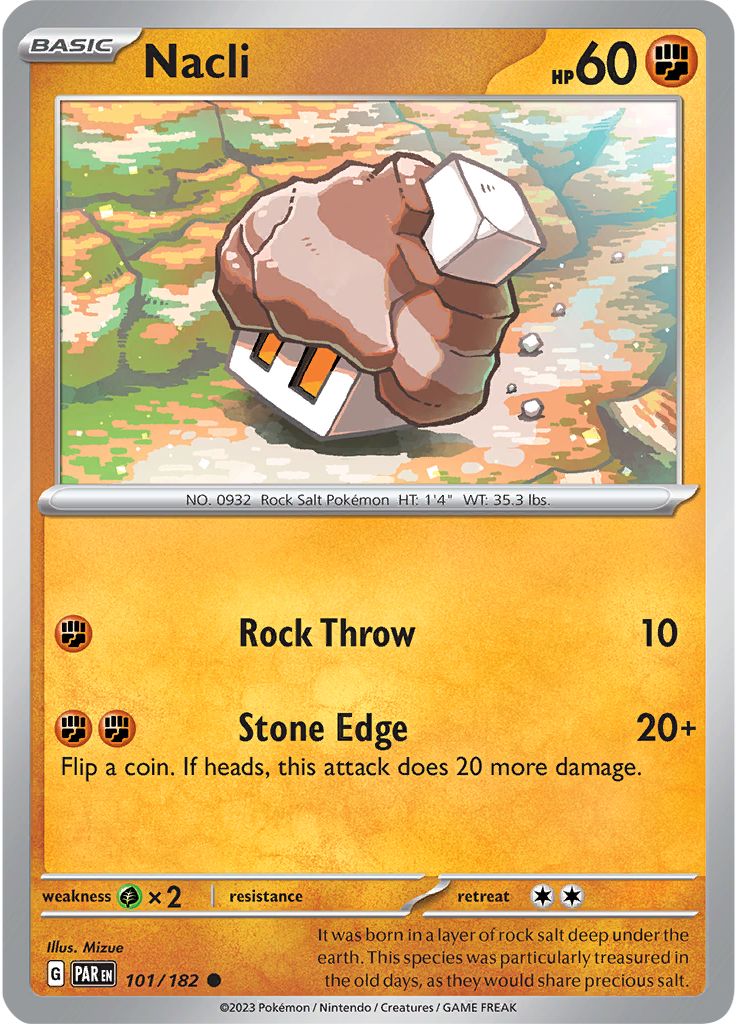 BASIC
Nacli
HP 60
NO. 0932 Rock Salt Pokémon HT: 1'4" WT: 35.3 lbs.
Rock Throw 10
Stone Edge 20+
Flip a coin. If heads, this attack does 20 more damage.
weakness ×2 resistance retreat
Illus. Mizue
G PAR EN 101/182
It was born in a layer of rock salt deep under the
earth. This species was particularly treasured in
the old days, as they would share precious salt.
©2023 Pokémon / Nintendo / Creatures / GAME FREAK